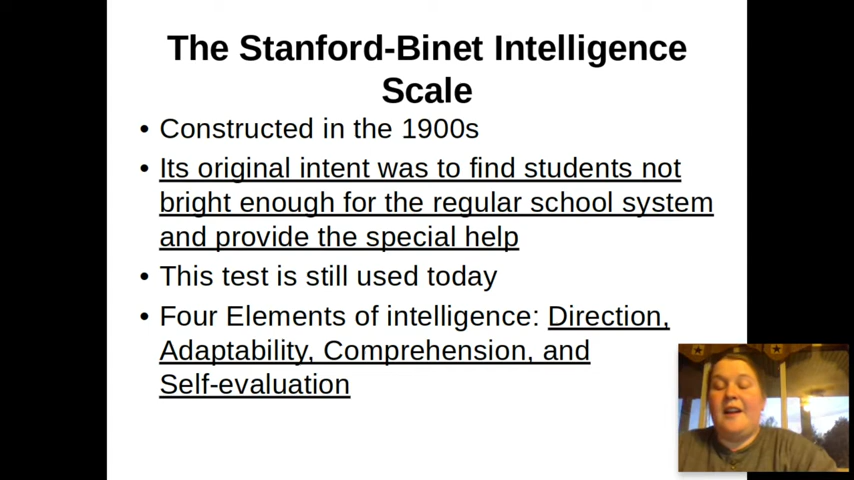 The Stanford-Binet Intelligence
Scale
• Constructed in the 1900s
• Its original intent was to find students not
bright enough for the regular school system
and provide the special help
• This test is still used today
• Four Elements of intelligence: Direction,
Adaptability, Comprehension, and
Self-evaluation